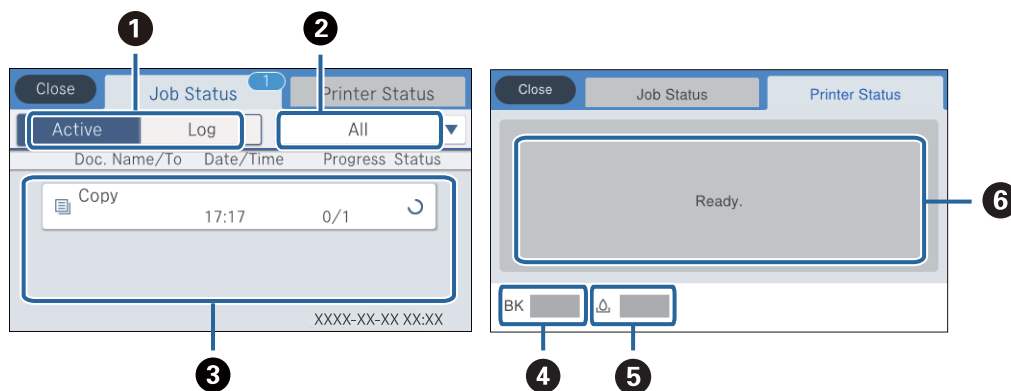 1 2
Close Job Status 1 Printer Status
Active Log All
Doc. Name/To Date/Time Progress Status
Copy
17:17 0/1
XXXX-XX-XX XX:XX
3
Close Job Status Printer Status
Ready.
6
BK
4 5